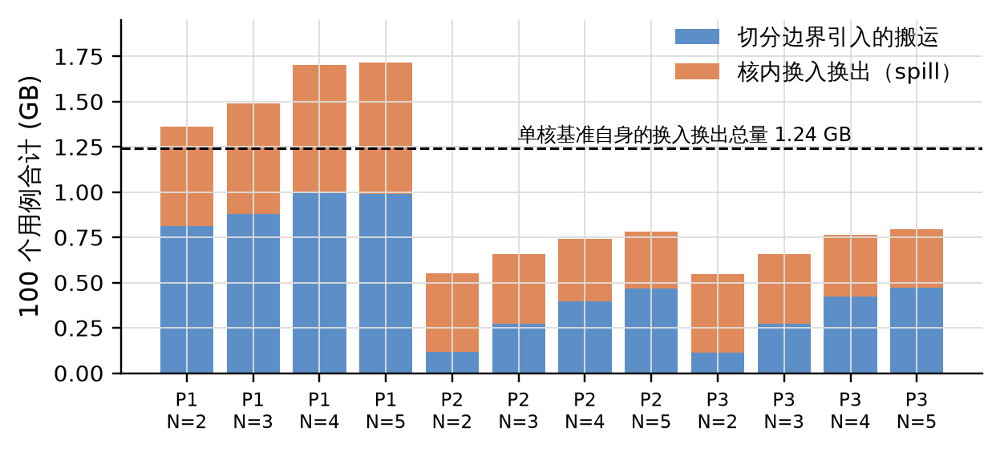 切分边界引入的搬运
核内换入换出（spill）
单核基准自身的换入换出总量 1.24 GB
100 个用例合计 (GB)
1.75
1.50
1.25
1.00
0.75
0.50
0.25
0.00
P1 P1 P1 P1 P2 P2 P2 P2 P3 P3 P3 P3
N=2 N=3 N=4 N=5 N=2 N=3 N=4 N=5 N=2 N=3 N=4 N=5